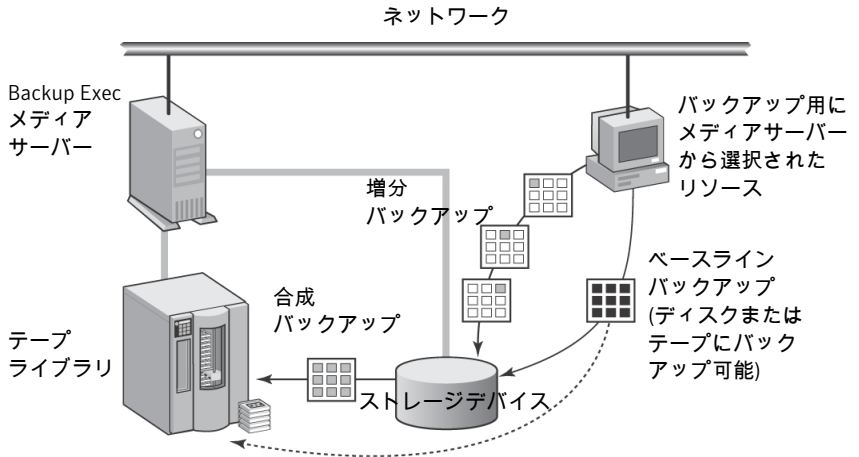 ネットワーク
Backup Exec
メディア
サーバー
バックアップ用に
メディアサーバー
から選択された
リソース
増分
バックアップ
ベースライン
バックアップ
(ディスクまたは
テープにバック
アップ可能)
合成
バックアップ
テープ
ライブラリ
ストレージデバイス